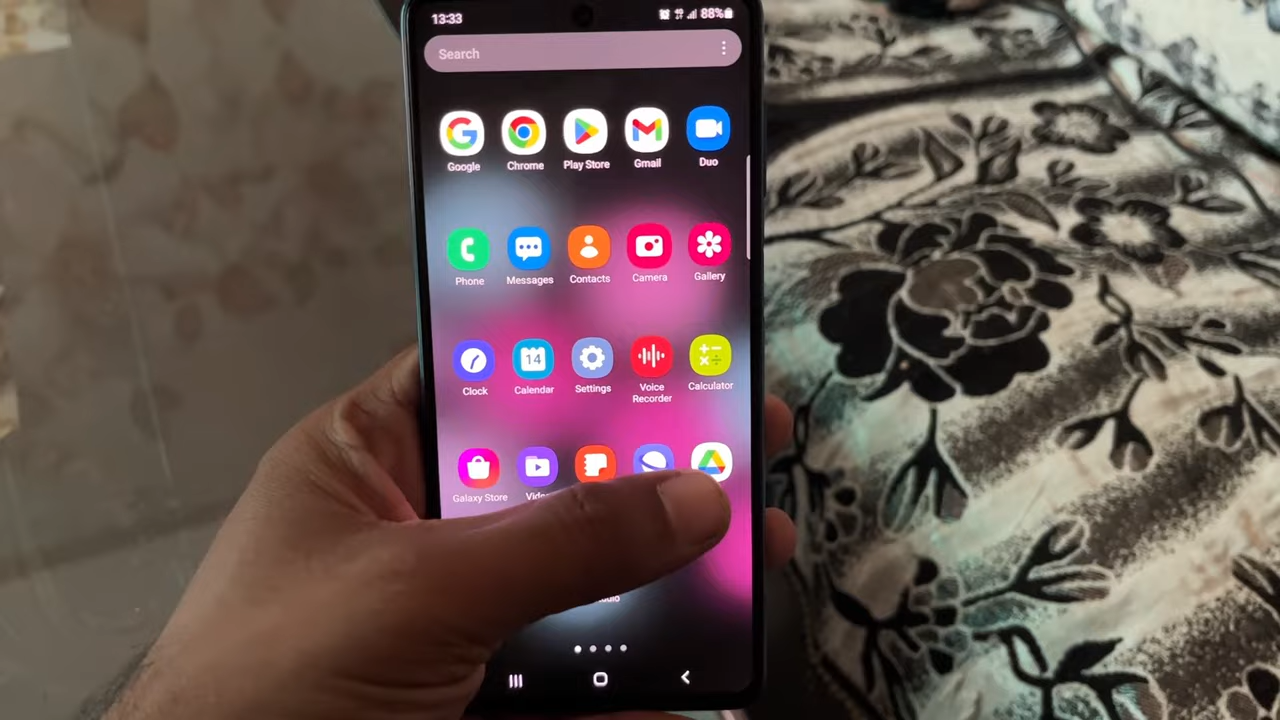 13:33
88%
Search
Google
Chrome
Play Store
Gmail
Duo
Phone
Messages
Contacts
Camera
Gallery
Clock
14
Calendar
Settings
Voice
Recorder
Calculator
Galaxy Store